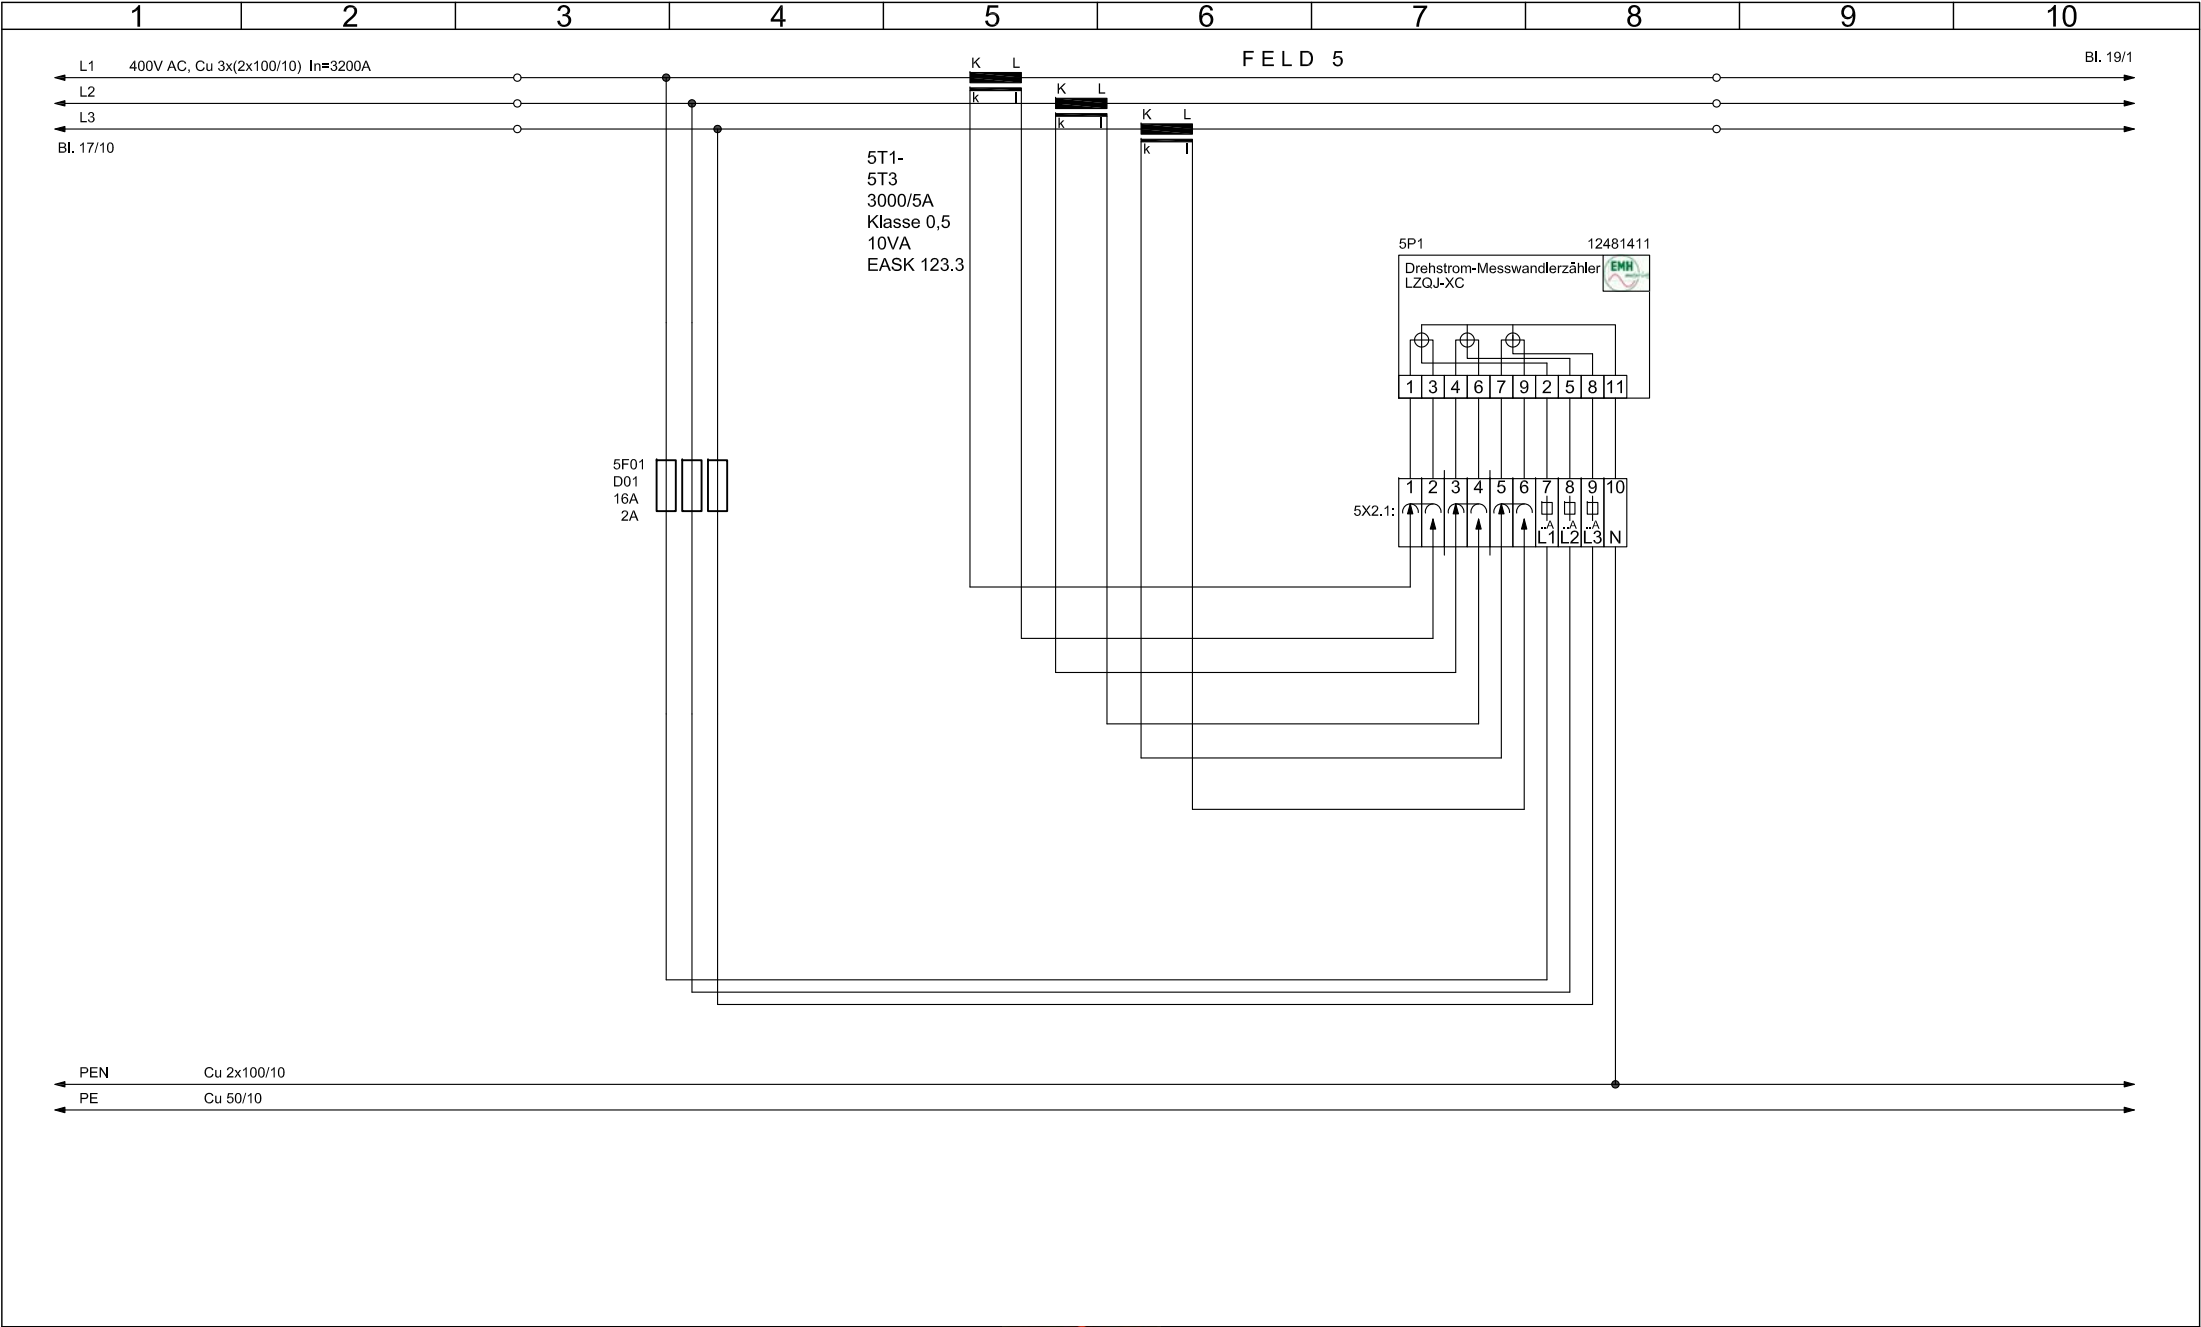 1 2 3 4 5 6 7 8 9 10
FELD 5
L1 400V AC, Cu 3x(2x100/10) In=3200A
Bl. 19/1
L2
L3
Bl. 17/10
K L
k l
K L
k l
K L
k l
5T1-
5T3
3000/5A
Klasse 0,5
10VA
EASK 123.3
5P1 12481411
Drehstrom-Messwandlerzähler
LZQJ-XC
EMH
1 3 4 6 7 9 2 5 8 11
5F01
D01
16A
2A
5X2.1:
1 2 3 4 5 6 7 8 9 10
...A ...A ...A
L1 L2 L3 N
PEN Cu 2x100/10
PE Cu 50/10